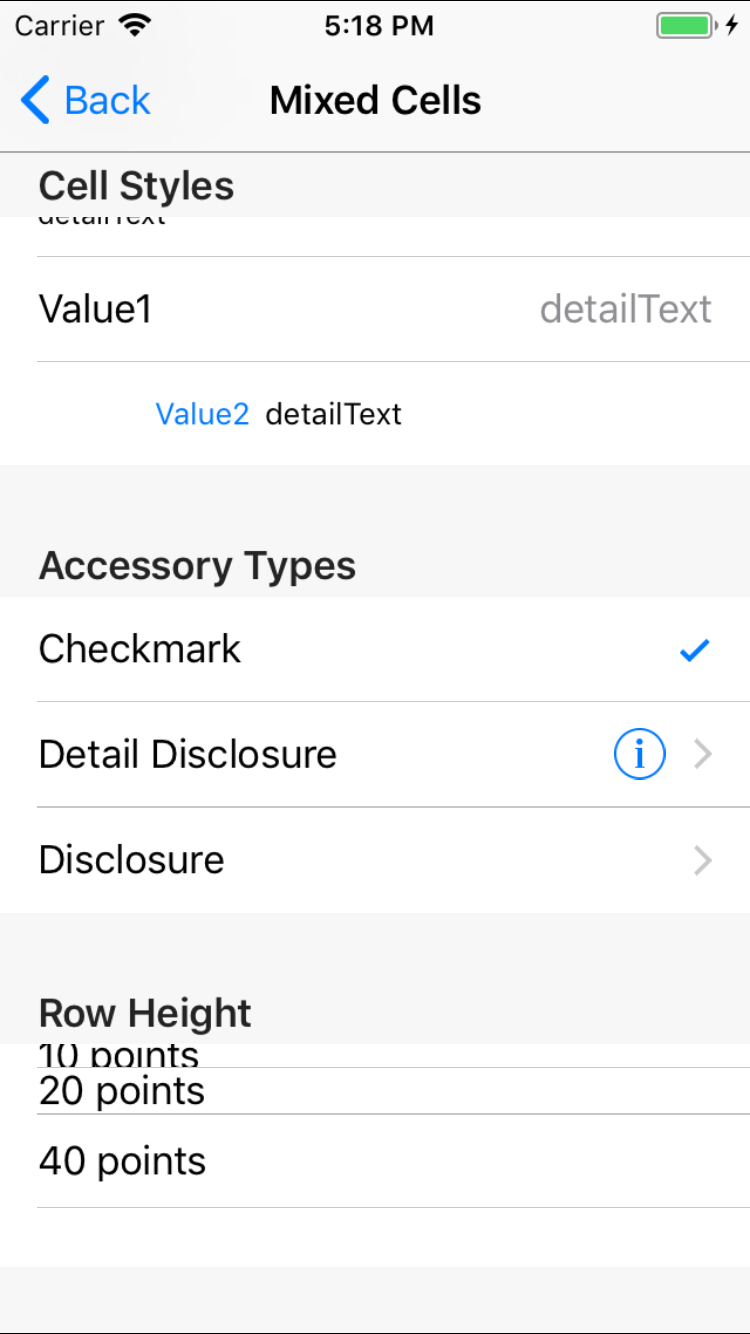 Carrier 5:18 PM
Back Mixed Cells
Cell Styles
detailText
Value1 detailText
Value2 detailText
Accessory Types
Checkmark
Detail Disclosure
Disclosure
Row Height
10 points
20 points
40 points